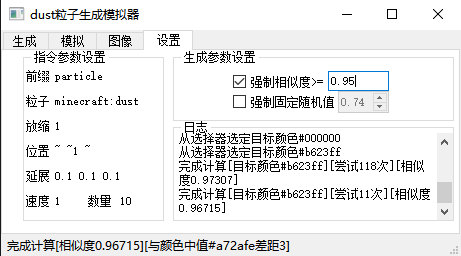 dust粒子生成模拟器
生成 模拟 图像 设置
指令参数设置
前缀 particle
粒子 minecraft:dust
放缩 1
位置 ~ ~1 ~
延展 0.1 0.1 0.1
速度 1 数量 10
生成参数设置
强制相似度>= 0.95
强制固定随机值 0.74
日志
从选择器选定目标颜色#000000
从选择器选定目标颜色#b623ff
完成计算[目标颜色#b623ff][尝试118次][相似
度0.97307]
完成计算[目标颜色#b623ff][尝试11次][相似度
0.96715]
完成计算[相似度0.96715][与颜色中值#a72afe差距3]